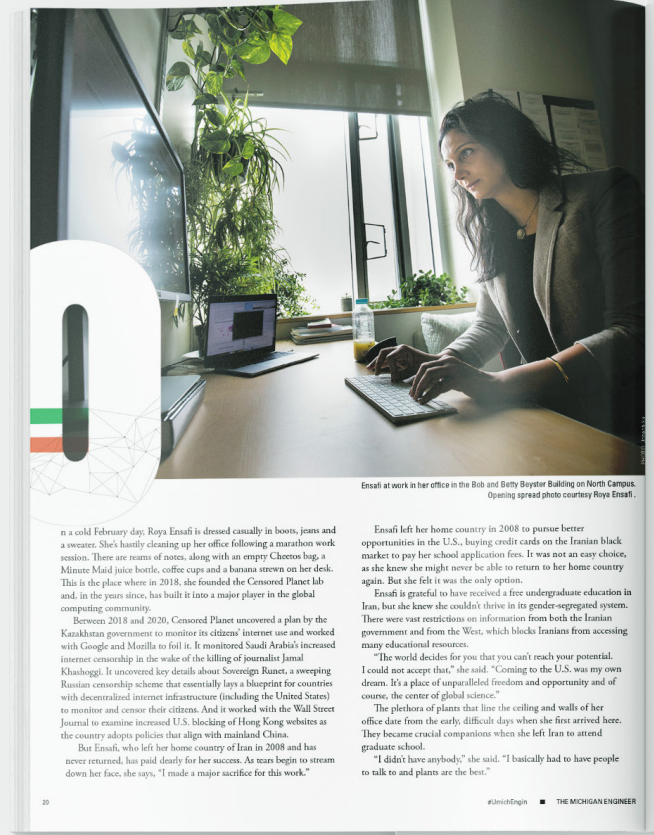 Ensafi at work in her office in the Bob and Betty Beyster Building on North Campus.
Opening spread photo courtesy Roya Ensafi.
O
n a cold February day, Roya Ensafi is dressed casually in boots, jeans and
a sweater. She's hastily cleaning up her office following a marathon work
session. There are reams of notes, along with an empty Cheetos bag, a
Minute Maid juice bottle, coffee cups and a banana strewn on her desk.
This is the place where in 2018, she founded the Censored Planet lab
and, in the years since, has built it into a major player in the global
computing community.
Between 2018 and 2020, Censored Planet uncovered a plan by the
Kazakhstan government to monitor its citizens' internet use and worked
with Google and Mozilla to foil it. It monitored Saudi Arabia's increased
internet censorship in the wake of the killing of journalist Jamal
Khashoggi. It uncovered key details about Sovereign Runet, a sweeping
Russian censorship scheme that essentially lays a blueprint for countries
with decentralized internet infrastructure (including the United States)
to monitor and censor their citizens. And it worked with the Wall Street
Journal to examine increased U.S. blocking of Hong Kong websites as
the country adopts policies that align with mainland China.
But Ensafi, who left her home country of Iran in 2008 and has
never returned, has paid dearly for her success. As tears begin to stream
down her face, she says, "I made a major sacrifice for this work."
Ensafi left her home country in 2008 to pursue better
opportunities in the U.S., buying credit cards on the Iranian black
market to pay her school application fees. It was not an easy choice,
as she knew she might never be able to return to her home country
again. But she felt it was the only option.
Ensafi is grateful to have received a free undergraduate education in
Iran, but she knew she couldn't thrive in its gender-segregated system.
There were vast restrictions on information from both the Iranian
government and from the West, which blocks Iranians from accessing
many educational resources.
"The world decides for you that you can't reach your potential.
I could not accept that," she said. "Coming to the U.S. was my own
dream. It's a place of unparalleled freedom and opportunity and of
course, the center of global science."
The plethora of plants that line the ceiling and walls of her
office date from the early, difficult days when she first arrived here.
They became crucial companions when she left Iran to attend
graduate school.
"I didn't have anybody," she said. "I basically had to have people
to talk to and plants are the best."
20
#UmichEngin ■ THE MICHIGAN ENGINEER